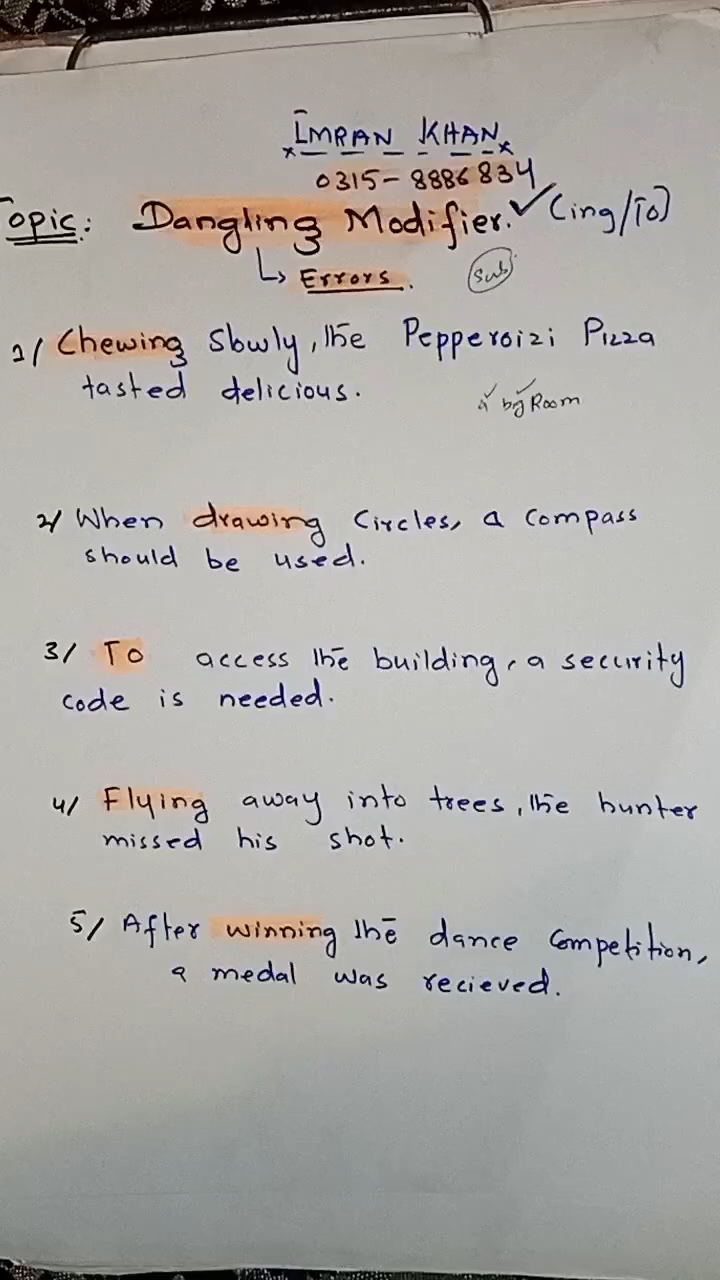 IMRAN KHAN
0315-8886834
Topic: Dangling Modifier. (ing/To)
Errors. Sub
1/ Chewing Slowly, the Pepperoizi Pizza
tasted delicious.
by Room
2/ When drawing Circles, a compass
should be used.
3/ To access the building, a security
code is needed.
4/ Flying away into trees, the hunter
missed his shot.
5/ After winning the dance Competition,
a medal was recieved.